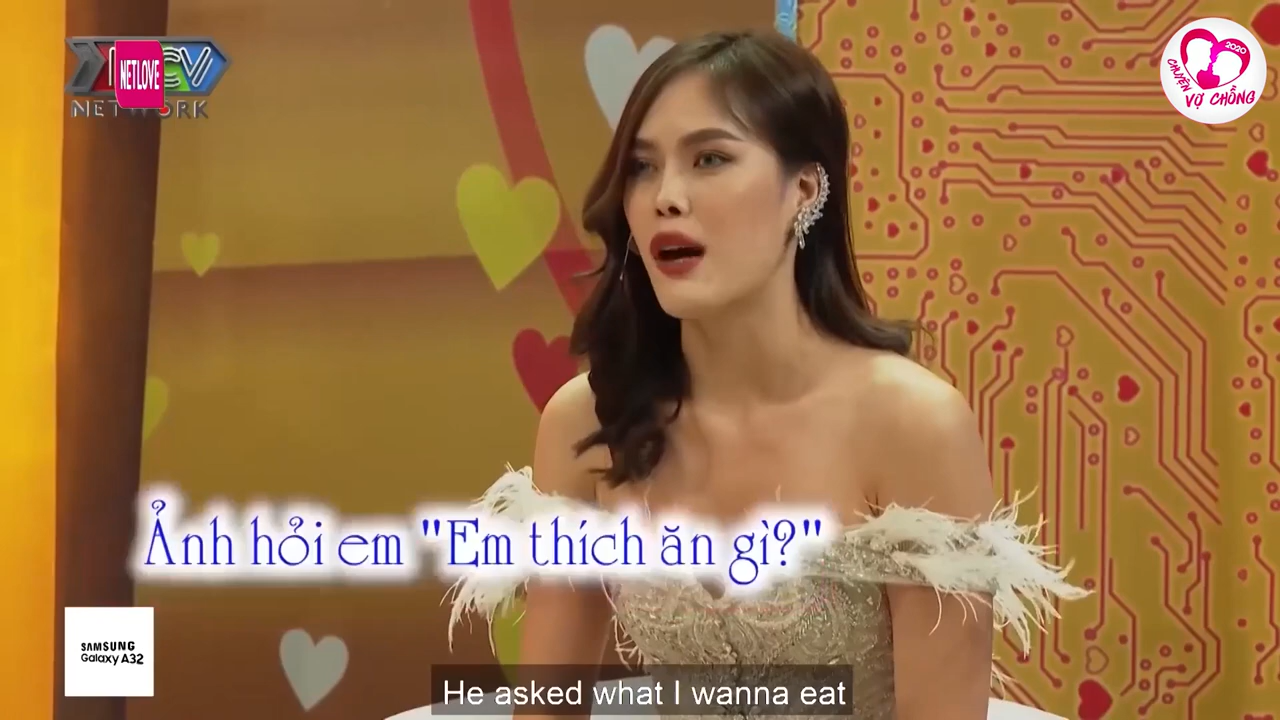 NETLOVE
CV
NETWORK
2020
CHUYỆN
VỢ CHỒNG
Ảnh hỏi em "Em thích ăn gì?"
SAMSUNG
Galaxy A32
He asked what I wanna eat